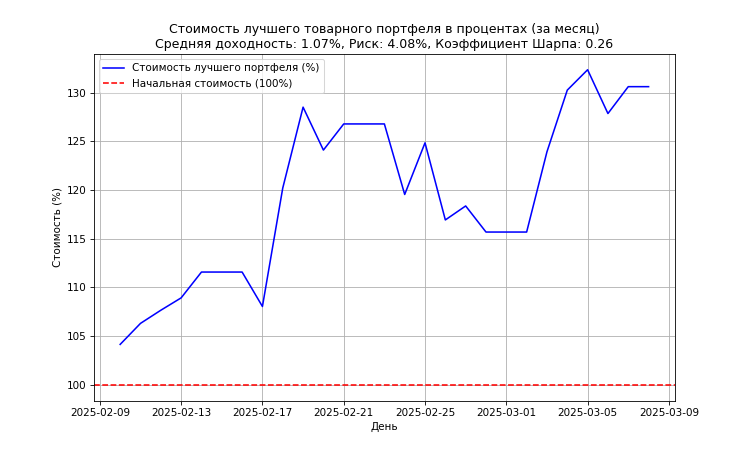 Стоимость лучшего товарного портфеля в процентах (за месяц)
Средняя доходность: 1.07%, Риск: 4.08%, Коэффициент Шарпа: 0.26
Стоимость лучшего портфеля (%)
Начальная стоимость (100%)
Стоимость (%)
130
125
120
115
110
105
100
2025-02-09 2025-02-13 2025-02-17 2025-02-21 2025-02-25 2025-03-01 2025-03-05 2025-03-09
День